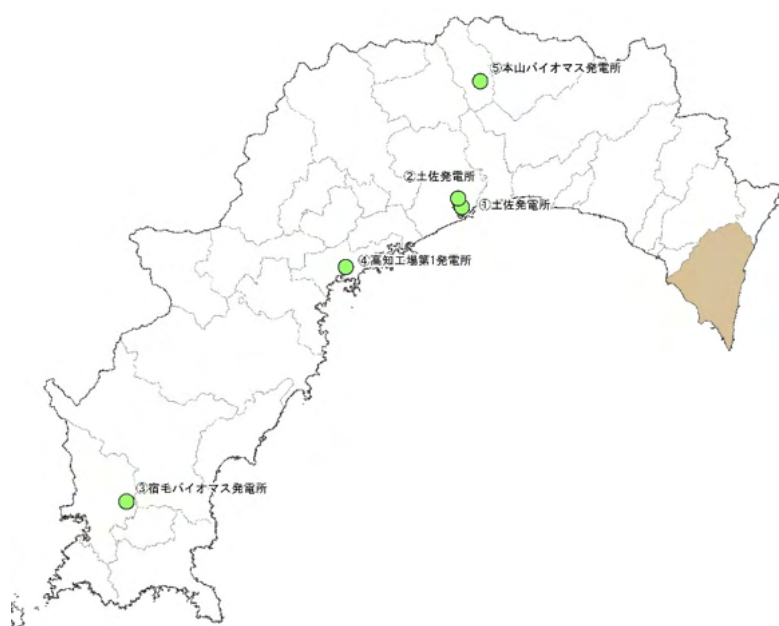 ⑤本山バイオマス発電所
②土佐発電所
①土佐発電所
④高知工場第1発電所
③宿毛バイオマス発電所